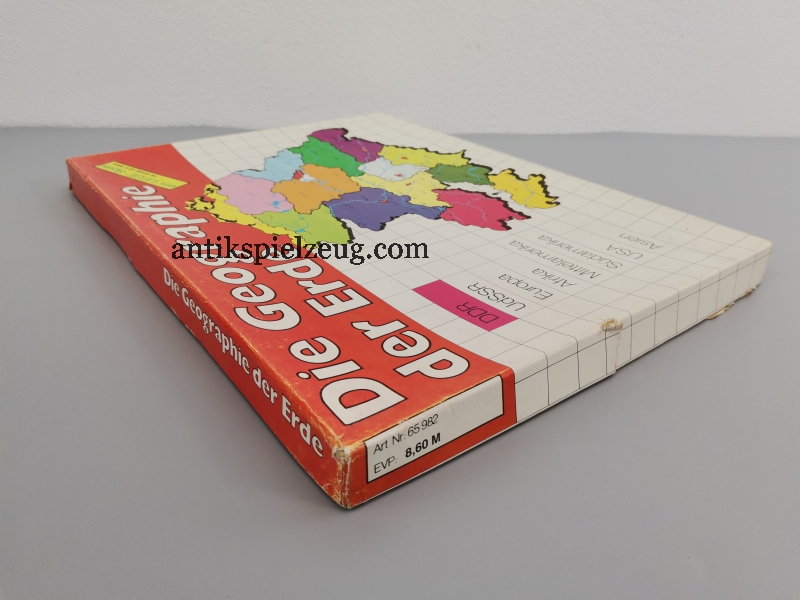 Die Geographie
der Erde
DDR
UdSSR
Europa
Afrika
Mittelamerika
Südamerika
USA
Asien
antikspielzeug.com
Die Geographie der Erde
Art Nr: 65 982
EVP: 8,60 M